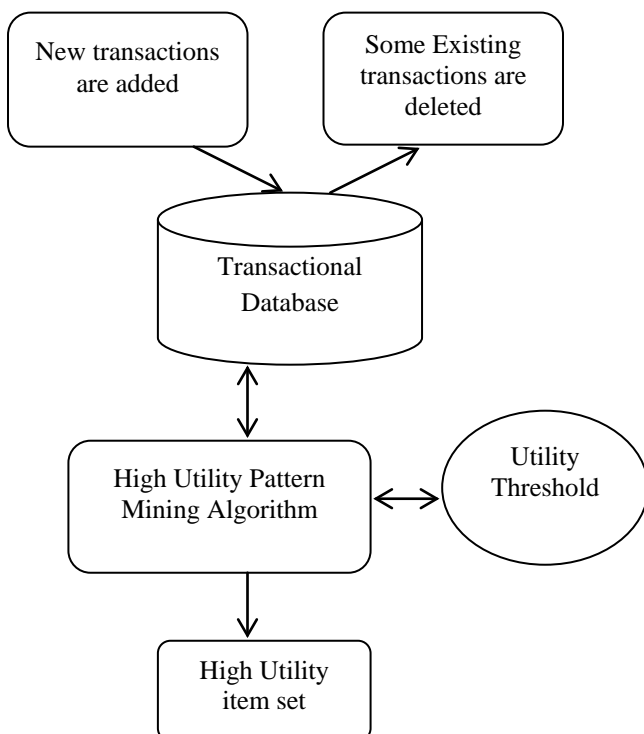 New transactions
are added
Some Existing
transactions are
deleted
Transactional
Database
High Utility Pattern
Mining Algorithm
Utility
Threshold
High Utility
item set